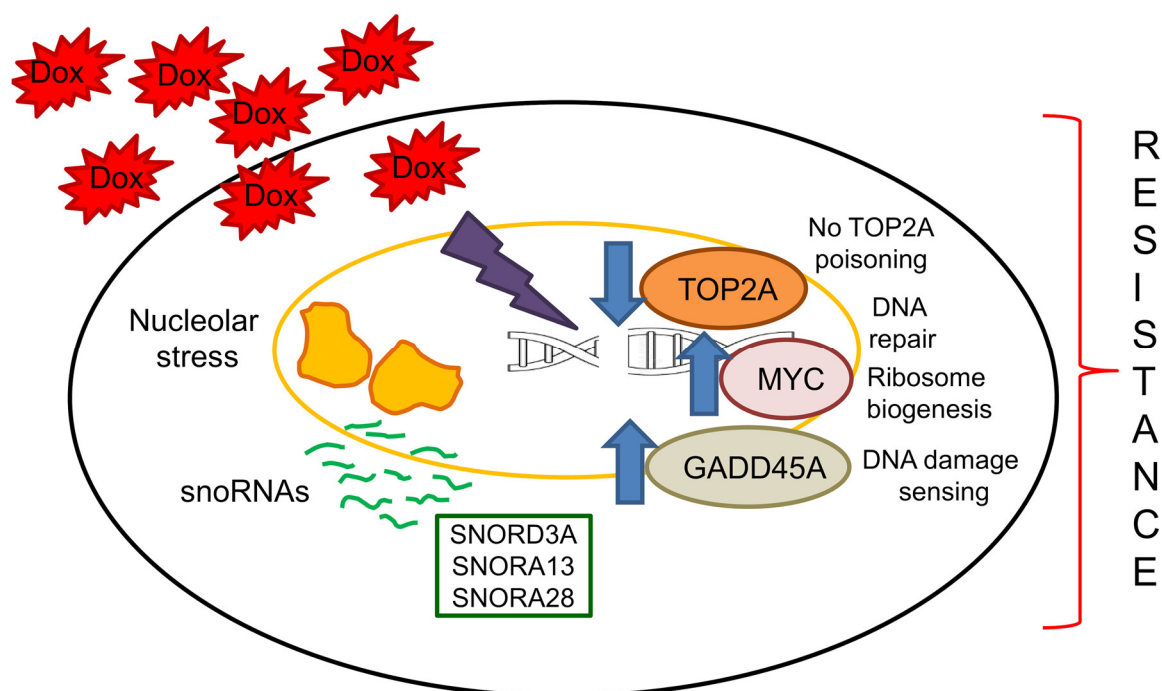 Dox
Dox
Dox
Dox
Dox
Dox
Dox
No TOP2A
poisoning
TOP2A
DNA
repair
Nucleolar
stress
MYC
Ribosome
biogenesis
GADD45A
DNA damage
sensing
snoRNAs
SNORD3A
SNORA13
SNORA28
R
E
S
I
S
T
A
N
C
E